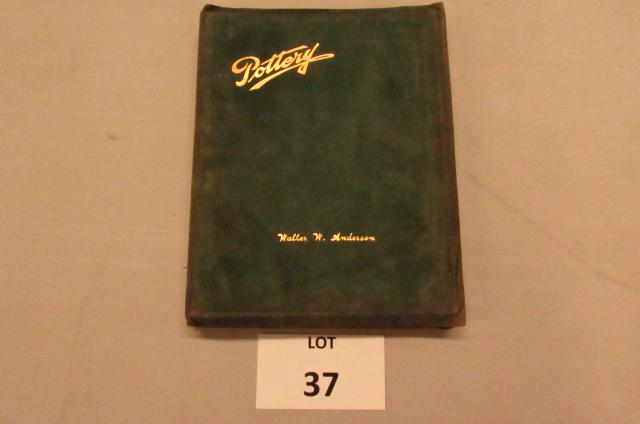 Pottery
Walter W. Anderson
LOT
37